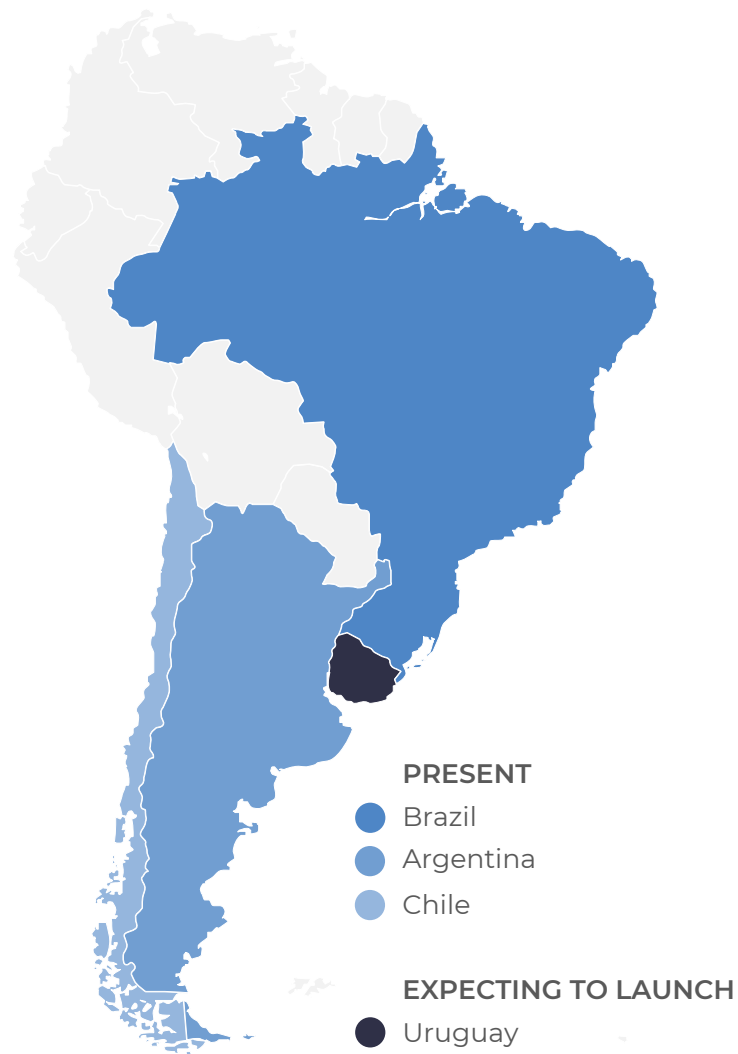 PRESENT
Brazil
Argentina
Chile
EXPECTING TO LAUNCH
Uruguay